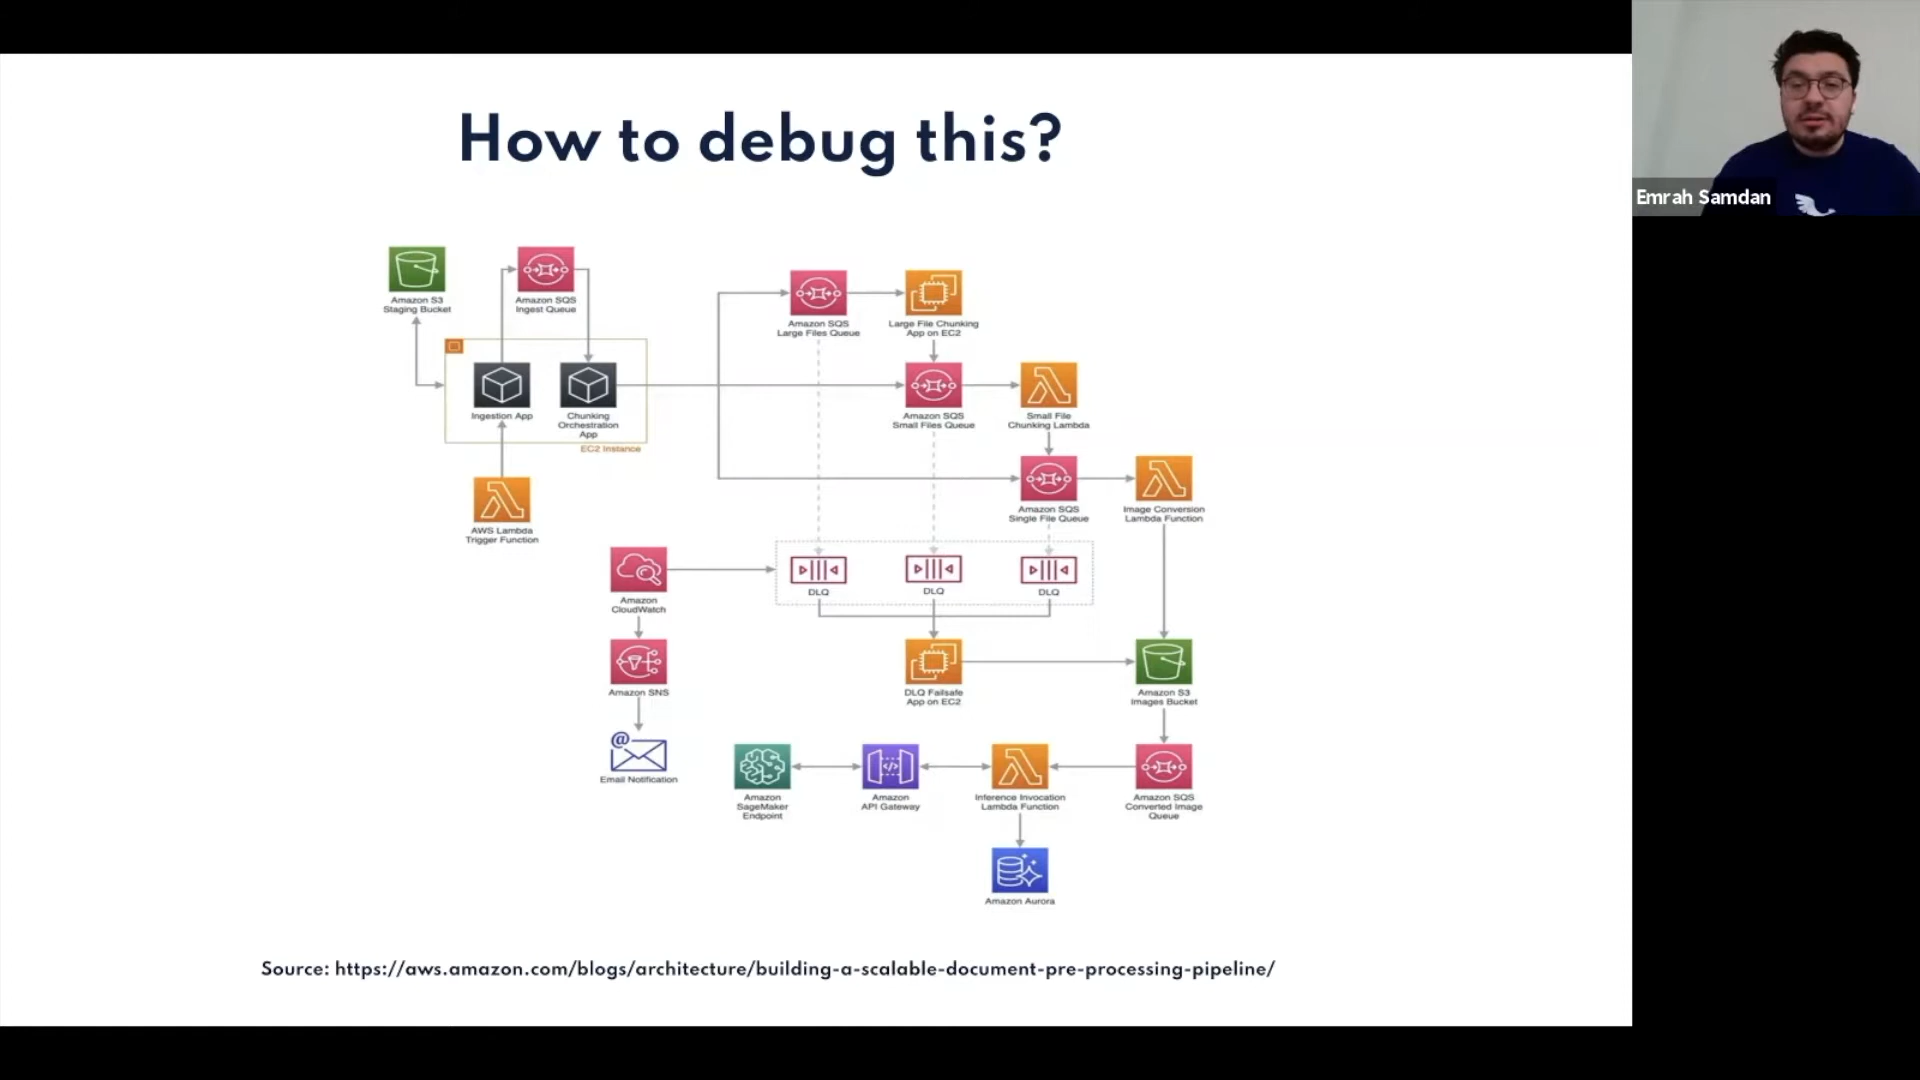 How to debug this?
Emrah Samdan
Amazon S3
Staging Bucket
Amazon SQS
Ingest Queue
Amazon SQS
Large Files Queue
Large File Chunking
App on EC2
Ingestion App
Chunking
Orchestration
App
EC2 Instance
Amazon SQS
Small Files Queue
Small File
Chunking Lambda
AWS Lambda
Trigger Function
Amazon SQS
Single File Queue
Image Conversion
Lambda Function
Amazon
CloudWatch
DLQ
DLQ
DLQ
Amazon SNS
DLQ Failsafe
App on EC2
Amazon S3
Images Bucket
@
Email Notification
Amazon
SageMaker
Endpoint
</>
Amazon
API Gateway
Inference Invocation
Lambda Function
Amazon SQS
Converted Image
Queue
Amazon Aurora
Source: https://aws.amazon.com/blogs/architecture/building-a-scalable-document-pre-processing-pipeline/